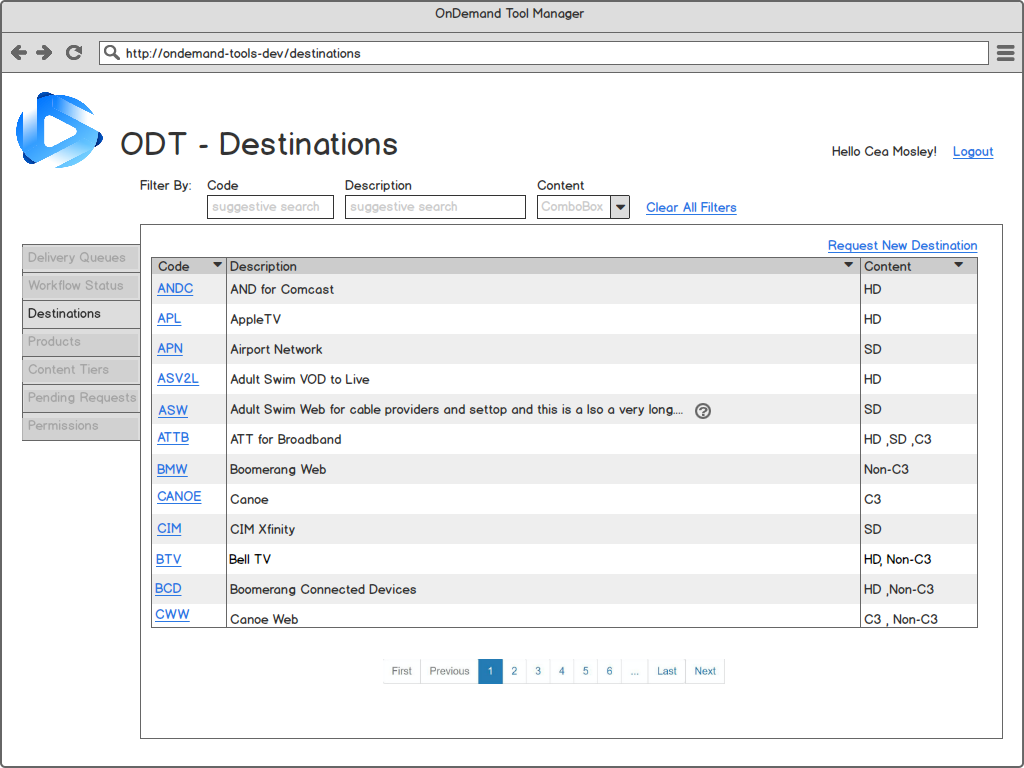 OnDemand Tool Manager
http://ondemand-tools-dev/destinations
ODT - Destinations
Hello Cea Mosley! Logout
Filter By: Code Description Content
suggestive search suggestive search ComboBox Clear All Filters
Request New Destination
Delivery Queues
Workflow Status
Destinations
Products
Content Tiers
Pending Requests
Permissions
Code Description Content
ANDC AND for Comcast HD
APL AppleTV HD
APN Airport Network SD
ASV2L Adult Swim VOD to Live HD
ASW Adult Swim Web for cable providers and settop and this is a lso a very long.... ? SD
ATTB ATT for Broadband HD ,SD ,C3
BMW Boomerang Web Non-C3
CANOE Canoe C3
CIM CIM Xfinity SD
BTV Bell TV HD, Non-C3
BCD Boomerang Connected Devices HD ,Non-C3
CWW Canoe Web C3 , Non-C3
First Previous 1 2 3 4 5 6 ... Last Next